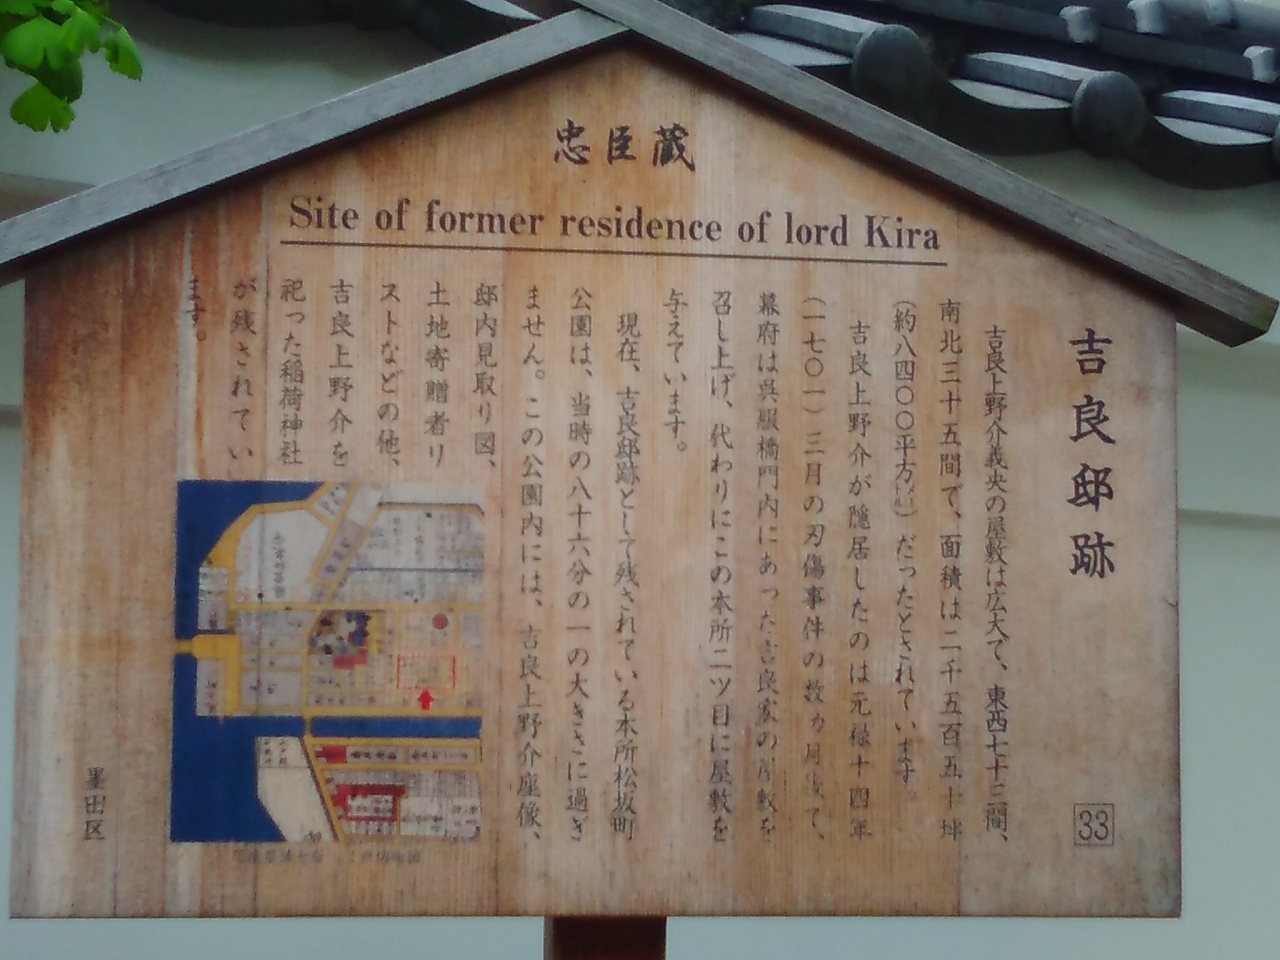 忠臣蔵
Site of former residence of lord Kira
吉良邸跡
33
吉良上野介義央の屋敷は広大で、東西七十三間、
南北三十五間で、面積は二千五百五十坪
(約八四〇〇平方㍍)だったとされています。
吉良上野介が隠居したのは元禄十四年
(一七〇一)三月の刃傷事件の数カ月後で、
幕府は呉服橋門内にあった吉良家の屋敷を
召し上げ、代わりにこの本所二ツ目に屋敷を
与えています。
現在、吉良邸跡として残されている本所松坂町
公園は、当時の八十六分の一の大きさに過ぎ
ません。この公園内には、吉良上野介座像、
邸内見取り図、
土地寄贈者リ
ストなどの他、
吉良上野介を
祀った稲荷神社
が残されてい
ます。
墨田区